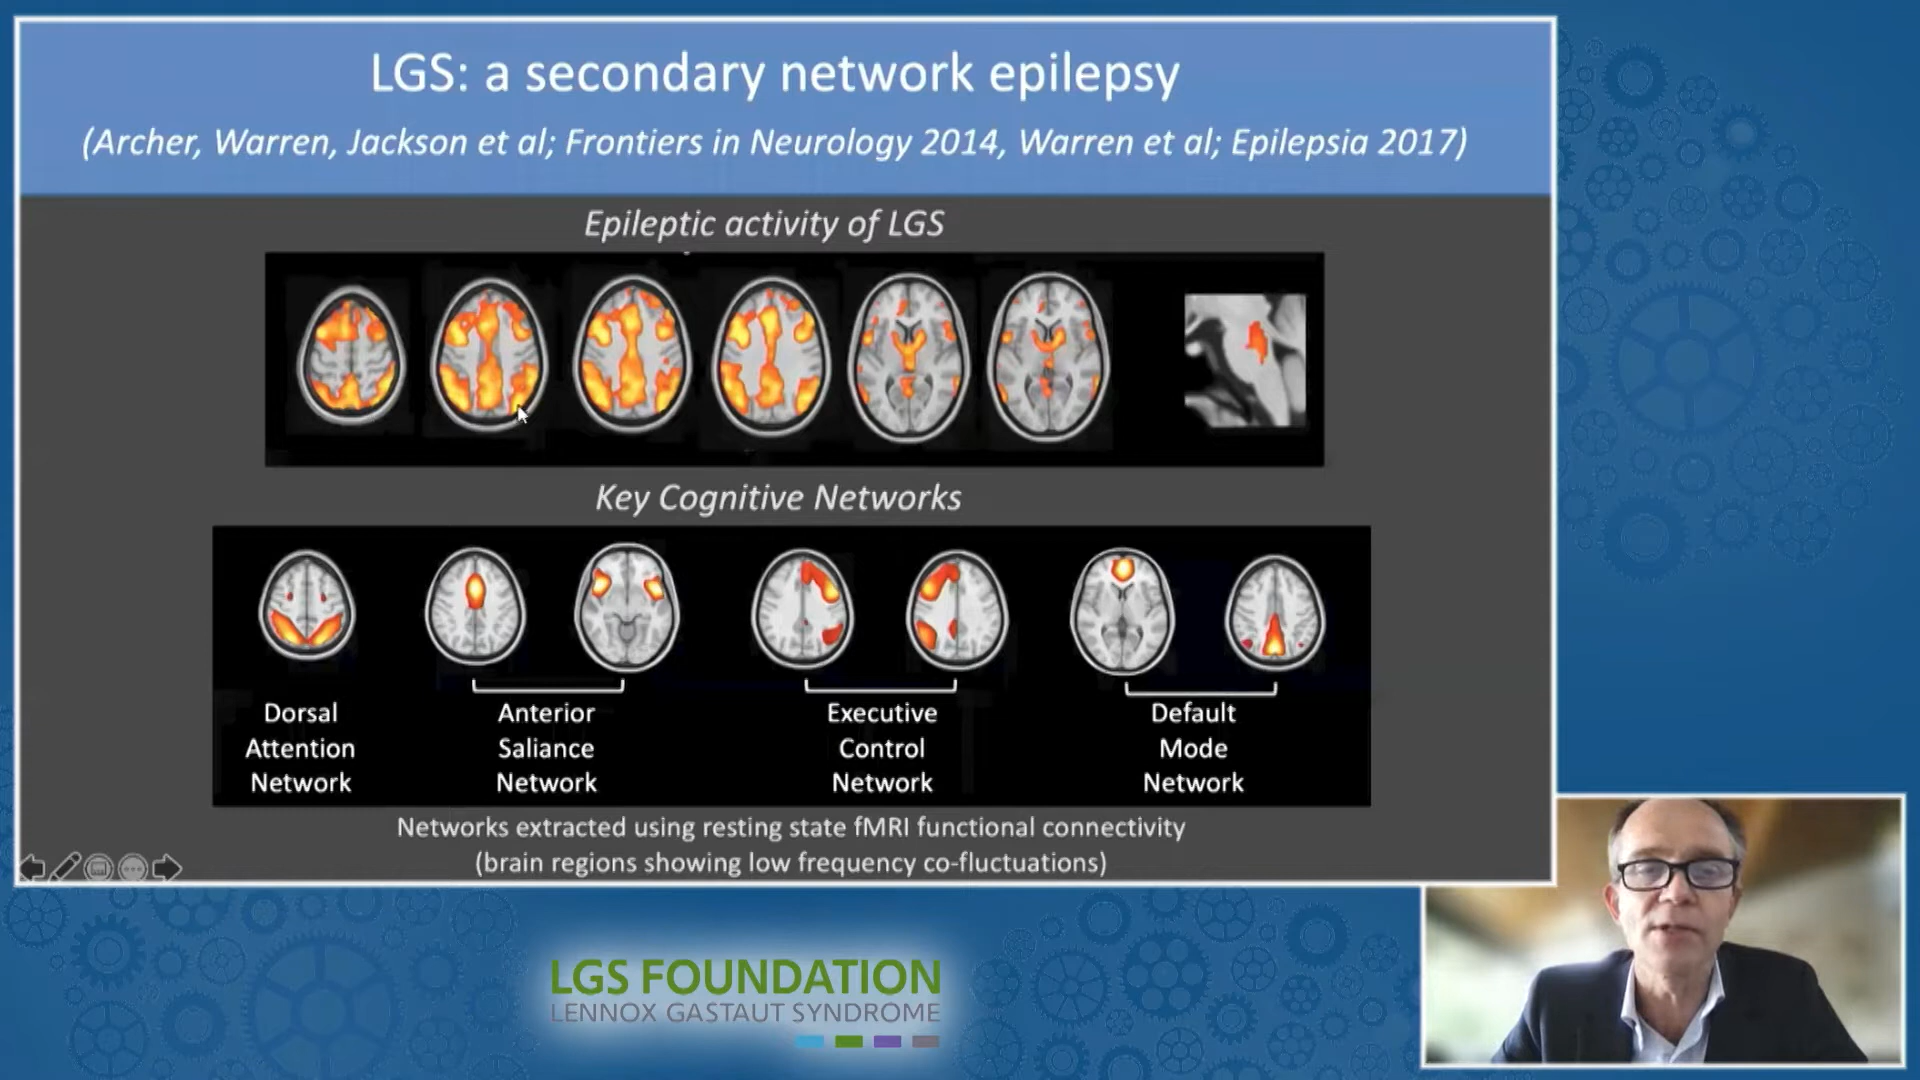 LGS: a secondary network epilepsy
(Archer, Warren, Jackson et al; Frontiers in Neurology 2014, Warren et al; Epilepsia 2017)
Epileptic activity of LGS
Key Cognitive Networks
Dorsal
Attention
Network
Anterior
Saliance
Network
Executive
Control
Network
Default
Mode
Network
Networks extracted using resting state fMRI functional connectivity
(brain regions showing low frequency co-fluctuations)
LGS FOUNDATION
LENNOX GASTAUT SYNDROME